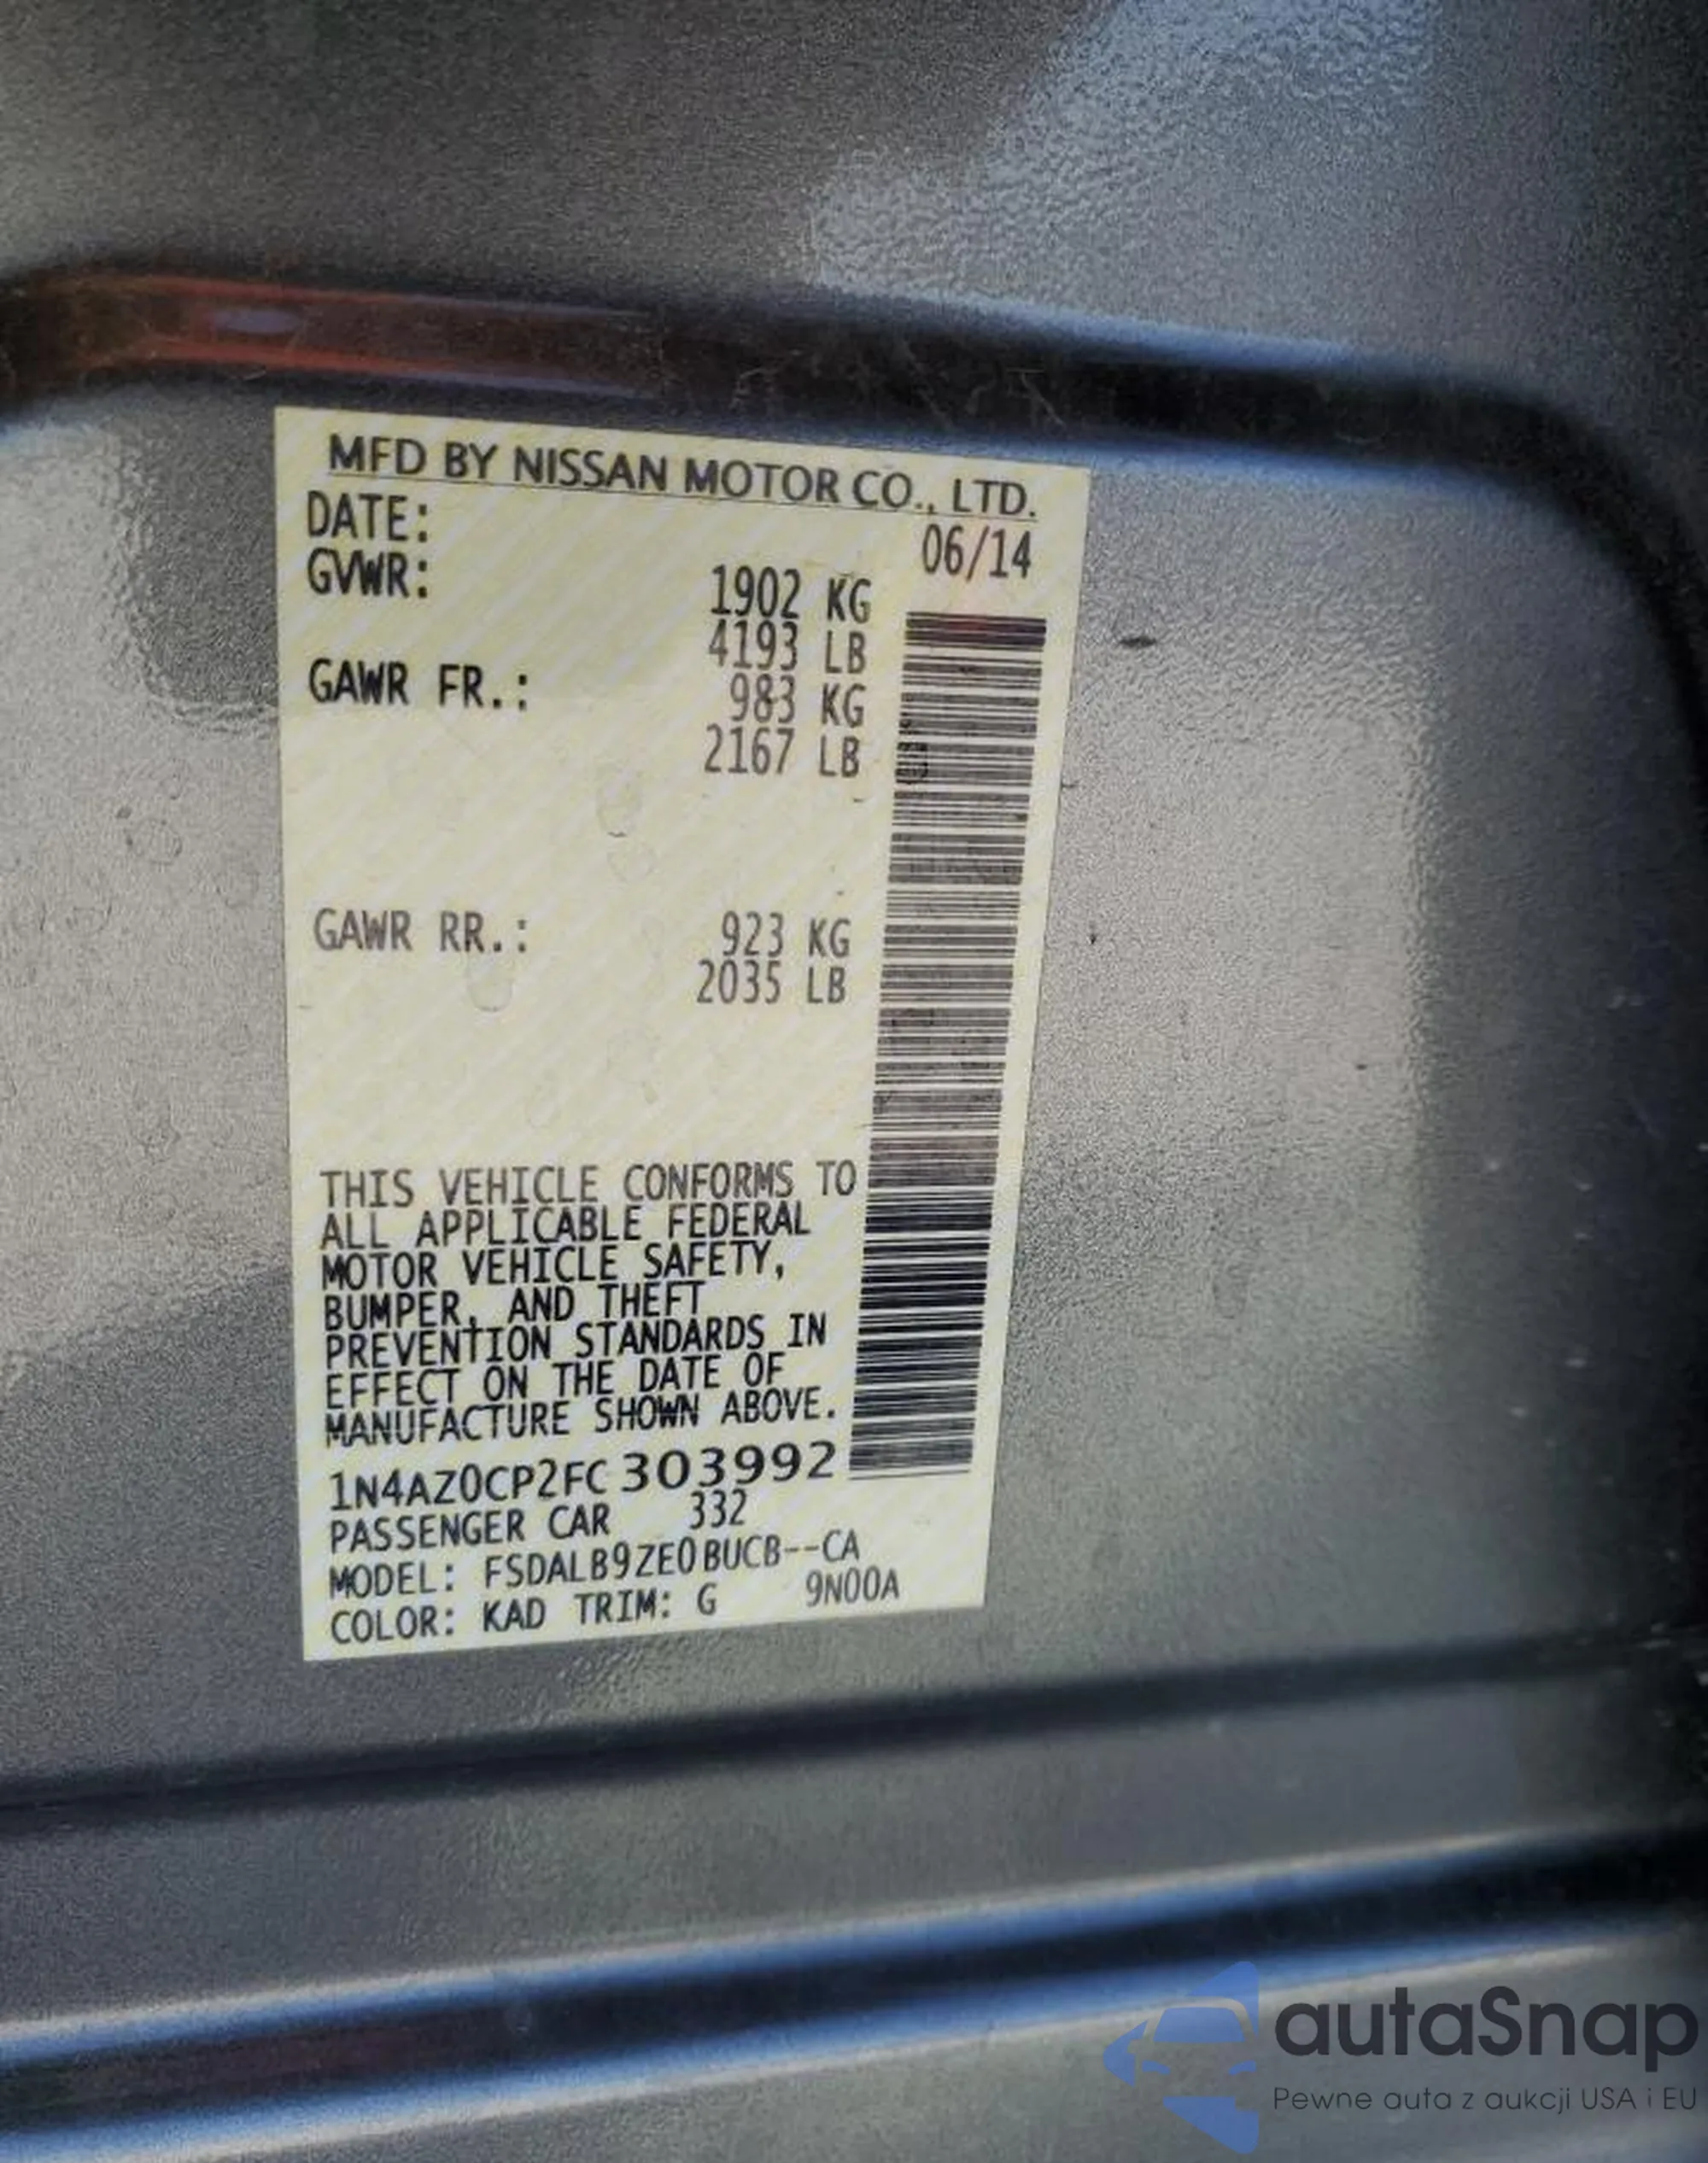 MFD BY NISSAN MOTOR CO., LTD.
DATE: 06/14
GVWR: 1902 KG
4193 LB
GAWR FR.: 983 KG
2167 LB
GAWR RR.: 923 KG
2035 LB
THIS VEHICLE CONFORMS TO
ALL APPLICABLE FEDERAL
MOTOR VEHICLE SAFETY,
BUMPER, AND THEFT
PREVENTION STANDARDS IN
EFFECT ON THE DATE OF
MANUFACTURE SHOWN ABOVE.
1N4AZ0CP2FC303992
PASSENGER CAR 332
MODEL: FSDALB9ZE0BUCB--CA
COLOR: KAD TRIM: G 9N00A
autaSnap
Pewne auta z aukcji USA i EU